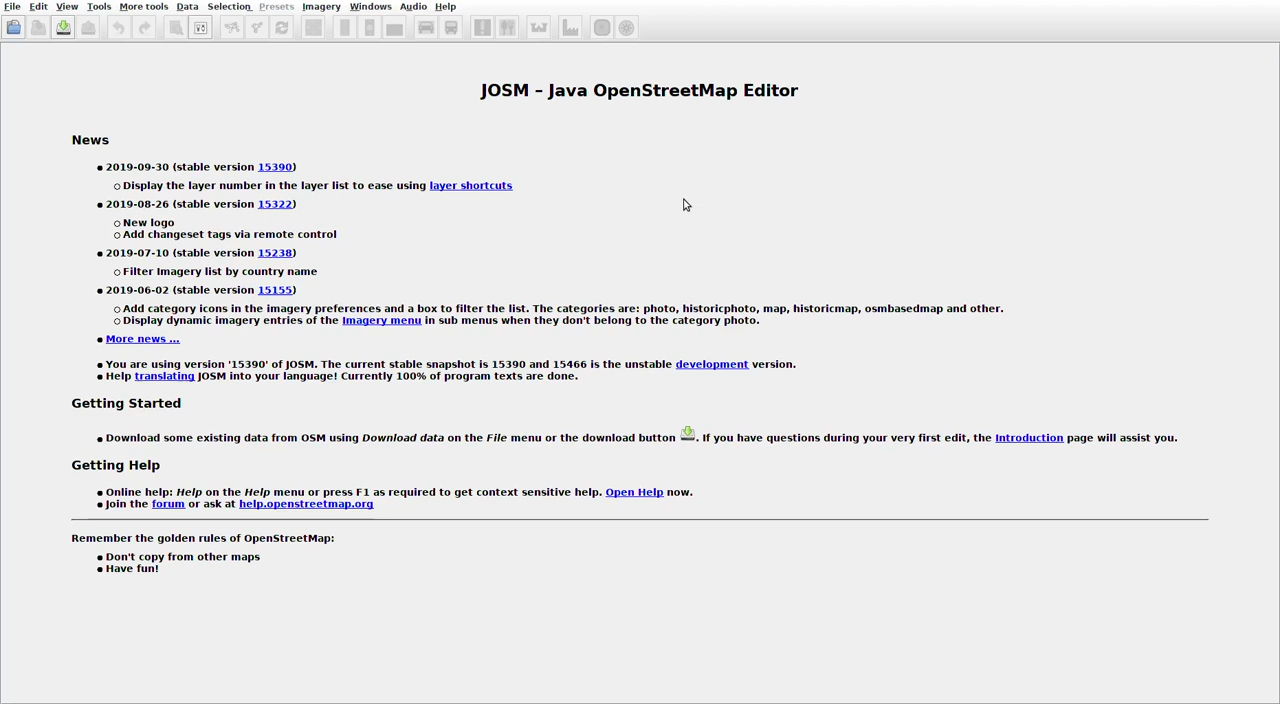 File Edit View Tools More tools Data Selection Presets Imagery Windows Audio Help
JOSM – Java OpenStreetMap Editor
News
2019-09-30 (stable version 15390)
Display the layer number in the layer list to ease using layer shortcuts
2019-08-26 (stable version 15322)
New logo
Add changeset tags via remote control
2019-07-10 (stable version 15238)
Filter Imagery list by country name
2019-06-02 (stable version 15155)
Add category icons in the imagery preferences and a box to filter the list. The categories are: photo, historicphoto, map, historicmap, osmbasedmap and other.
Display dynamic imagery entries of the Imagery menu in sub menus when they don't belong to the category photo.
More news ...
You are using version '15390' of JOSM. The current stable snapshot is 15390 and 15466 is the unstable development version.
Help translating JOSM into your language! Currently 100% of program texts are done.
Getting Started
Download some existing data from OSM using Download data on the File menu or the download button . If you have questions during your very first edit, the Introduction page will assist you.
Getting Help
Online help: Help on the Help menu or press F1 as required to get context sensitive help. Open Help now.
Join the forum or ask at help.openstreetmap.org
Remember the golden rules of OpenStreetMap:
Don't copy from other maps
Have fun!